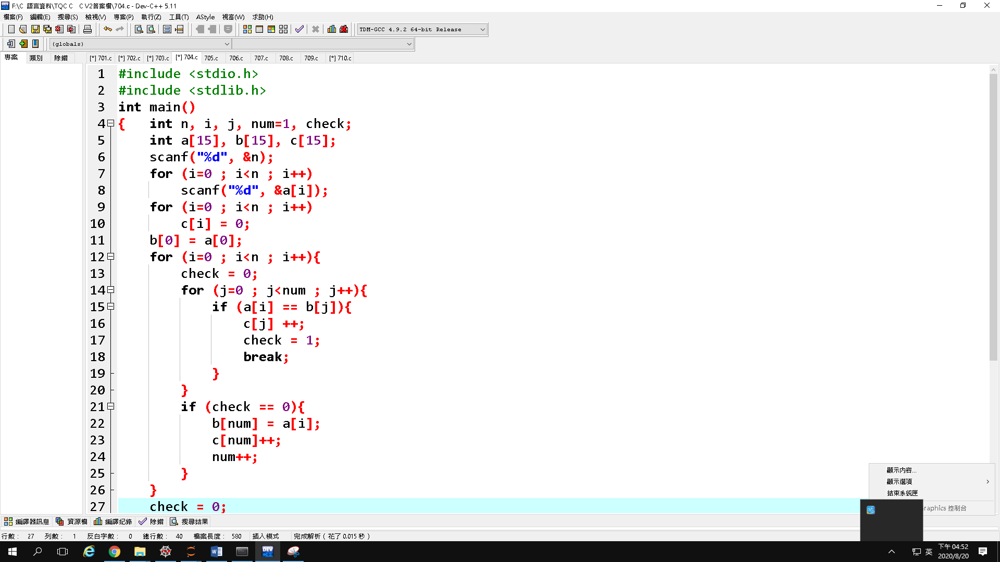 F:\C 語言資料\TQC C C V2答案檔\704.c - Dev-C++ 5.11
檔案(F) 編輯(E) 搜尋(S) 檢視(V) 專案(P) 執行(Z) 工具(T) AStyle 視窗(W) 求助(H)
TDM-GCC 4.9.2 64-bit Release
(globals)
專案 類別 除錯 [*] 701.c [*] 702.c [*] 703.c [*] 704.c 705.c 706.c 707.c 708.c 709.c [*] 710.c
1 #include <stdio.h>
2 #include <stdlib.h>
3 int main()
4 { int n, i, j, num=1, check;
5 int a[15], b[15], c[15];
6 scanf("%d", &n);
7 for (i=0 ; i<n ; i++)
8 scanf("%d", &a[i]);
9 for (i=0 ; i<n ; i++)
10 c[i] = 0;
11 b[0] = a[0];
12 for (i=0 ; i<n ; i++){
13 check = 0;
14 for (j=0 ; j<num ; j++){
15 if (a[i] == b[j]){
16 c[j] ++;
17 check = 1;
18 break;
19 }
20 }
21 if (check == 0){
22 b[num] = a[i];
23 c[num]++;
24 num++;
25 }
26 }
27 check = 0;
顯示內容...
顯示選項
結束系統匣
raphics 控制台
編譯器訊息 資源檔 編譯紀錄 除錯 搜尋結果
行數： 27 列數： 1 反白字數： 0 總行數： 40 檔案長度： 580 插入模式 完成解析 ( 花了 0.015 秒 )
英 下午 04:52
2020/8/20